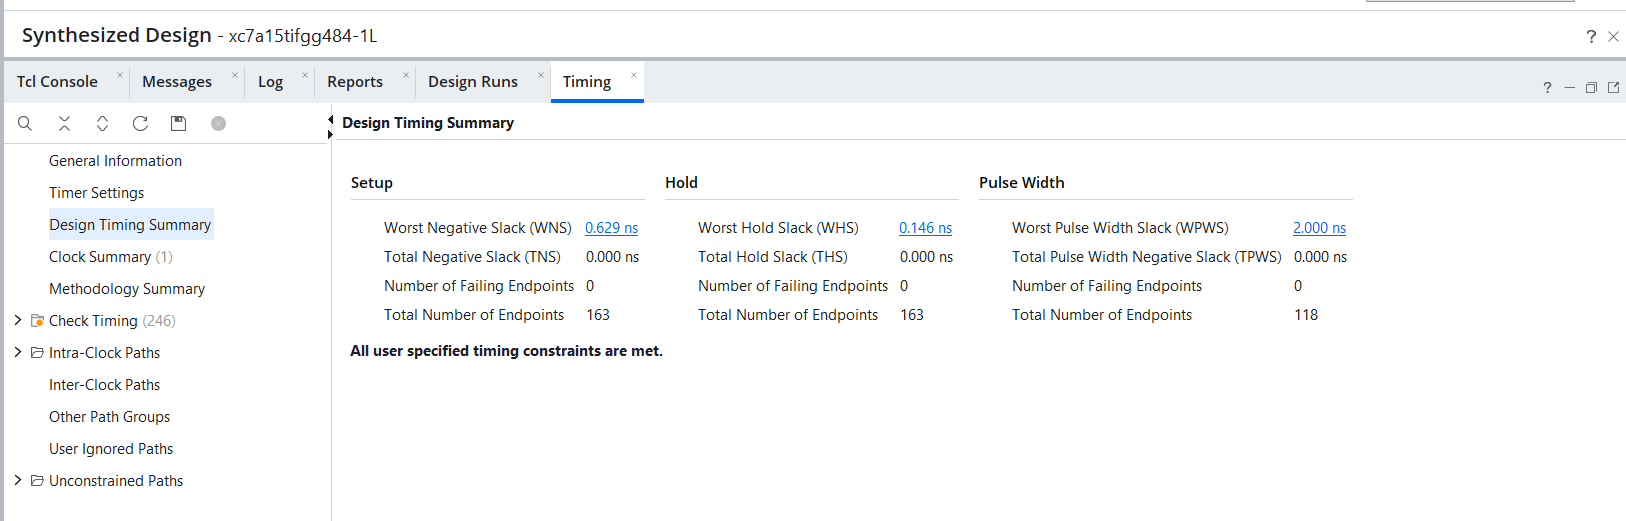 Synthesized Design - xc7a15tifgg484-1L
? ×
Tcl Console × Messages × Log × Reports × Design Runs × Timing ×
?
Design Timing Summary
General Information
Timer Settings
Design Timing Summary
Clock Summary (1)
Methodology Summary
Check Timing (246)
Intra-Clock Paths
Inter-Clock Paths
Other Path Groups
User Ignored Paths
Unconstrained Paths
Setup
Worst Negative Slack (WNS) 0.629 ns
Total Negative Slack (TNS) 0.000 ns
Number of Failing Endpoints 0
Total Number of Endpoints 163
Hold
Worst Hold Slack (WHS) 0.146 ns
Total Hold Slack (THS) 0.000 ns
Number of Failing Endpoints 0
Total Number of Endpoints 163
Pulse Width
Worst Pulse Width Slack (WPWS) 2.000 ns
Total Pulse Width Negative Slack (TPWS) 0.000 ns
Number of Failing Endpoints 0
Total Number of Endpoints 118
All user specified timing constraints are met.